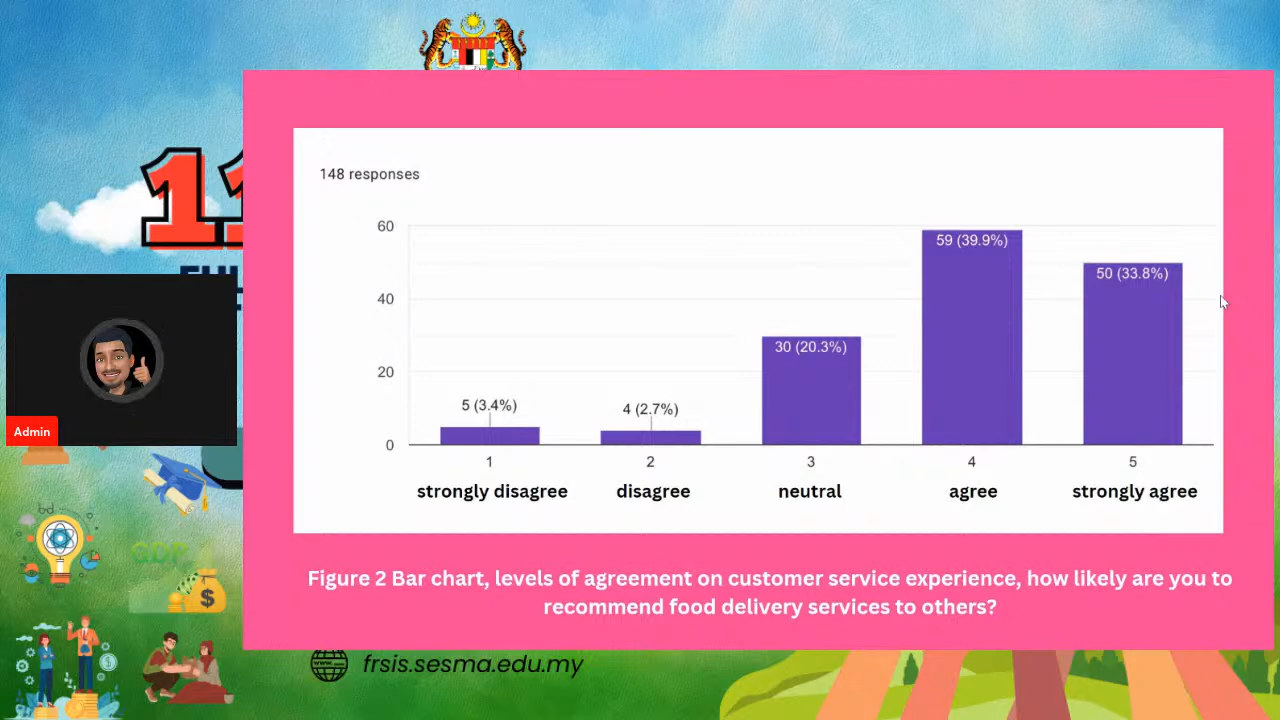 11
148 responses
60
59 (39.9%)
50 (33.8%)
40
30 (20.3%)
20
5 (3.4%)
4 (2.7%)
0
1
2
3
4
5
strongly disagree
disagree
neutral
agree
strongly agree
Admin
GDP
$
$
Figure 2 Bar chart, levels of agreement on customer service experience, how likely are you to
recommend food delivery services to others?
www
frsis.sesma.edu.my